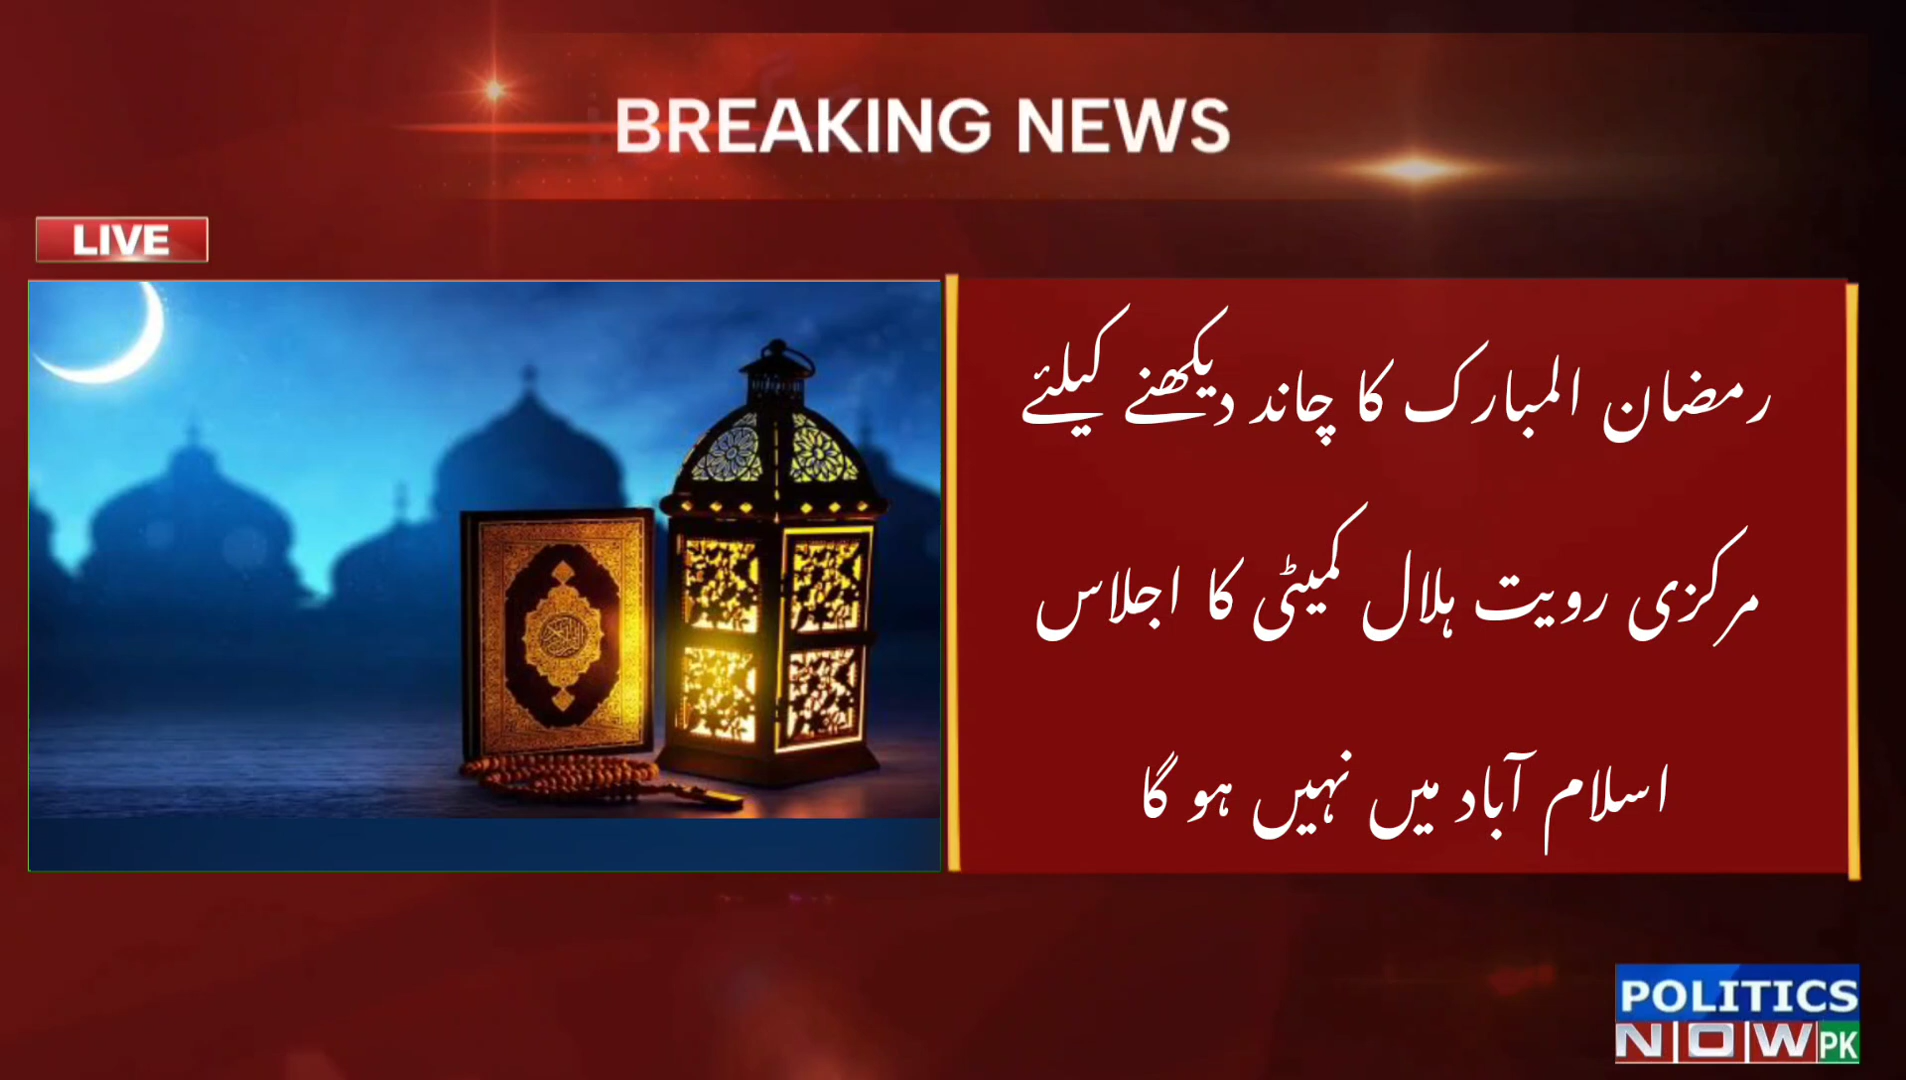 BREAKING NEWS
LIVE
رمضان المبارک کا چاند دیکھنے کیلئے
مرکزی رویت ہلال کمیٹی کا اجلاس
اسلام آباد میں نہیں ہو گا
POLITICS
NOW PK